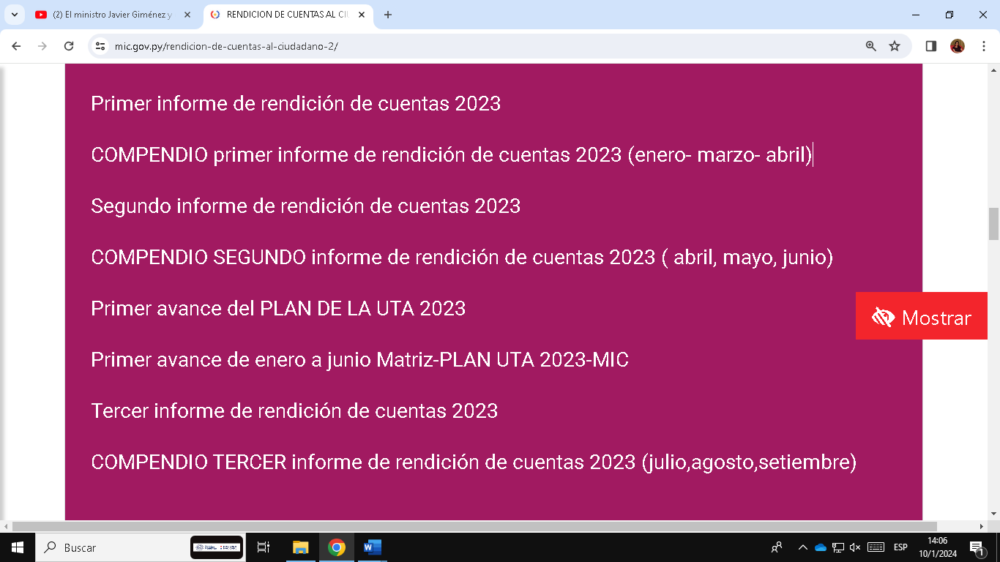 (2) El ministro Javier Giménez y
RENDICION DE CUENTAS AL CIU
mic.gov.py/rendicion-de-cuentas-al-ciudadano-2/
Primer informe de rendición de cuentas 2023
COMPENDIO primer informe de rendición de cuentas 2023 (enero- marzo- abril)
Segundo informe de rendición de cuentas 2023
COMPENDIO SEGUNDO informe de rendición de cuentas 2023 ( abril, mayo, junio)
Primer avance del PLAN DE LA UTA 2023
Mostrar
Primer avance de enero a junio Matriz-PLAN UTA 2023-MIC
Tercer informe de rendición de cuentas 2023
COMPENDIO TERCER informe de rendición de cuentas 2023 (julio,agosto,setiembre)
Buscar
ESP
14:06
10/1/2024
1